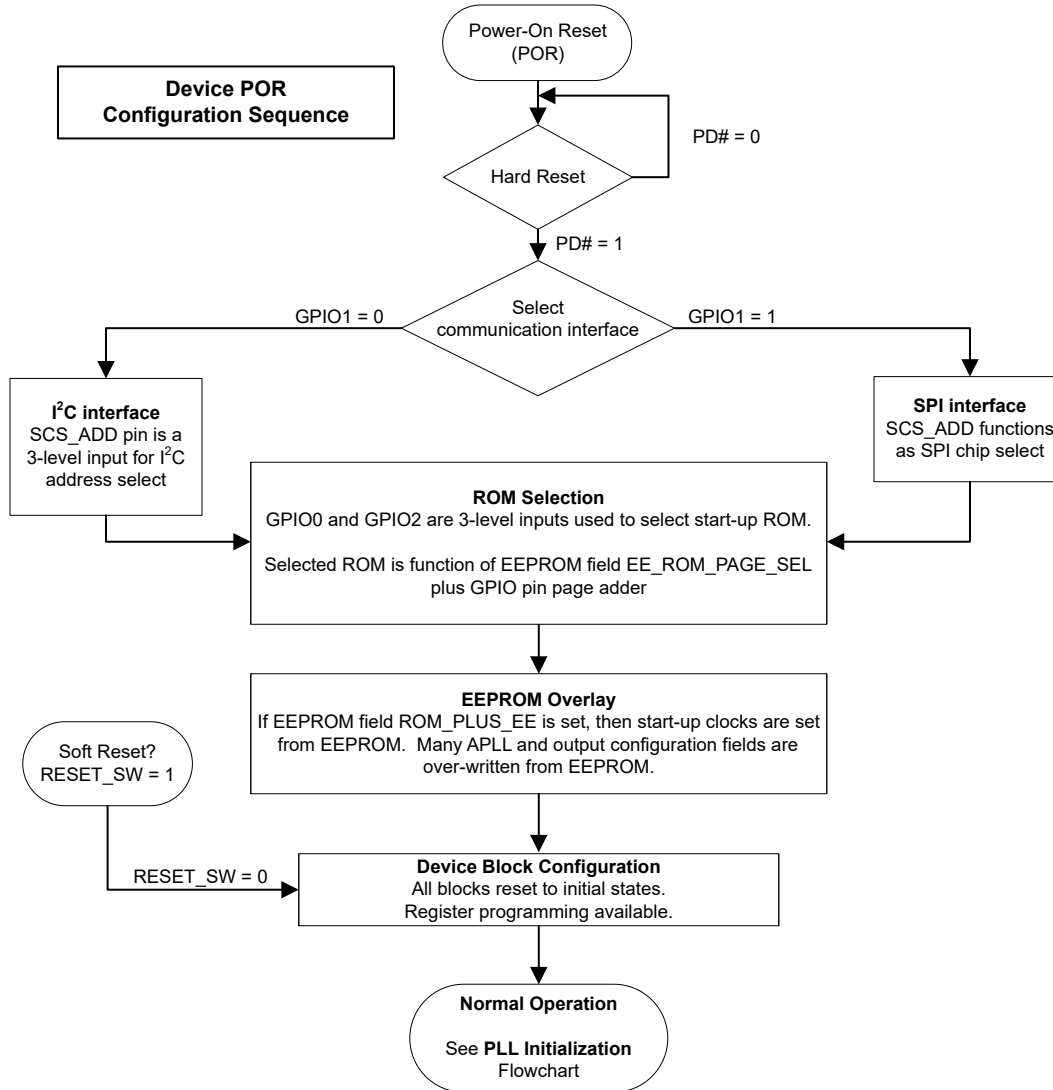 Power-On Reset
(POR)
Device POR
Configuration Sequence
PD# = 0
Hard Reset
PD# = 1
Select
communication interface
GPIO1 = 0
GPIO1 = 1
I²C interface
SCS_ADD pin is a
3-level input for I²C
address select
SPI interface
SCS_ADD functions
as SPI chip select
ROM Selection
GPIO0 and GPIO2 are 3-level inputs used to select start-up ROM.
Selected ROM is function of EEPROM field EE_ROM_PAGE_SEL
plus GPIO pin page adder
EEPROM Overlay
If EEPROM field ROM_PLUS_EE is set, then start-up clocks are set
from EEPROM. Many APLL and output configuration fields are
over-written from EEPROM.
Soft Reset?
RESET_SW = 1
RESET_SW = 0
Device Block Configuration
All blocks reset to initial states.
Register programming available.
Normal Operation
See PLL Initialization
Flowchart